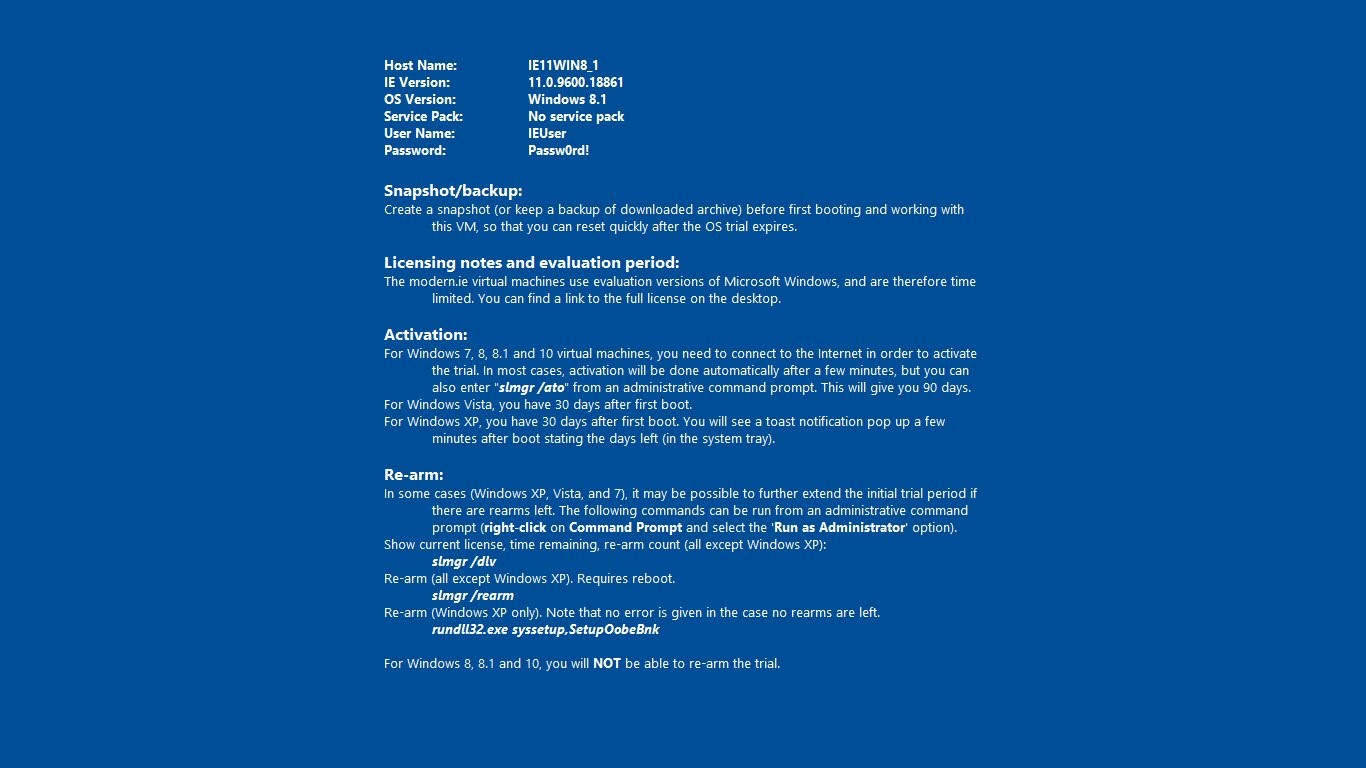 Host Name: IE11WIN8_1
IE Version: 11.0.9600.18861
OS Version: Windows 8.1
Service Pack: No service pack
User Name: IEUser
Password: Passw0rd!
Snapshot/backup:
Create a snapshot (or keep a backup of downloaded archive) before first booting and working with
this VM, so that you can reset quickly after the OS trial expires.
Licensing notes and evaluation period:
The modern.ie virtual machines use evaluation versions of Microsoft Windows, and are therefore time
limited. You can find a link to the full license on the desktop.
Activation:
For Windows 7, 8, 8.1 and 10 virtual machines, you need to connect to the Internet in order to activate
the trial. In most cases, activation will be done automatically after a few minutes, but you can
also enter "slmgr /ato" from an administrative command prompt. This will give you 90 days.
For Windows Vista, you have 30 days after first boot.
For Windows XP, you have 30 days after first boot. You will see a toast notification pop up a few
minutes after boot stating the days left (in the system tray).
Re-arm:
In some cases (Windows XP, Vista, and 7), it may be possible to further extend the initial trial period if
there are rearms left. The following commands can be run from an administrative command
prompt (right-click on Command Prompt and select the 'Run as Administrator' option).
Show current license, time remaining, re-arm count (all except Windows XP):
slmgr /dlv
Re-arm (all except Windows XP). Requires reboot.
slmgr /rearm
Re-arm (Windows XP only). Note that no error is given in the case no rearms are left.
rundll32.exe syssetup,SetupOobeBnk
For Windows 8, 8.1 and 10, you will NOT be able to re-arm the trial.